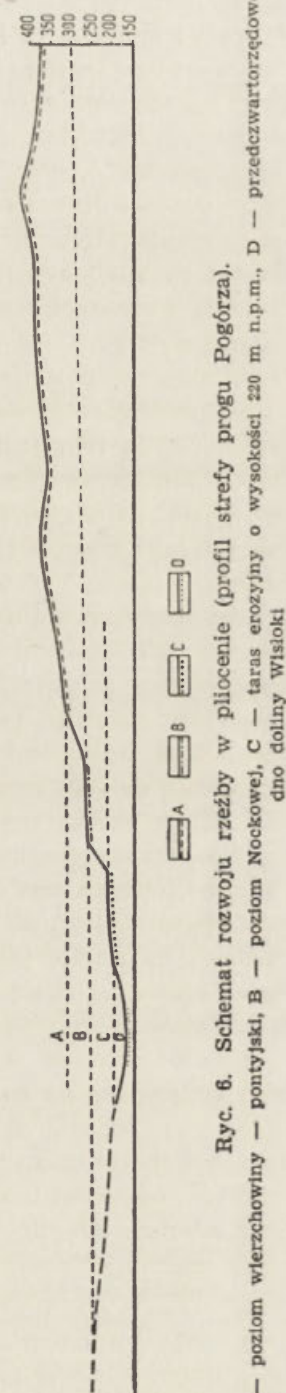 400
350
300
250
200
150
A
B
C
D
A B C D
Ryc. 6. Schemat rozwoju rzeźby w pliocenie (profil strefy progu Pogórza).
— poziom wierzchowiny — pontyjski, B — poziom Nockowej, C — taras erozyjny o wysokości 220 m n.p.m., D — przedczwartorzędow
dno doliny Wisłoki